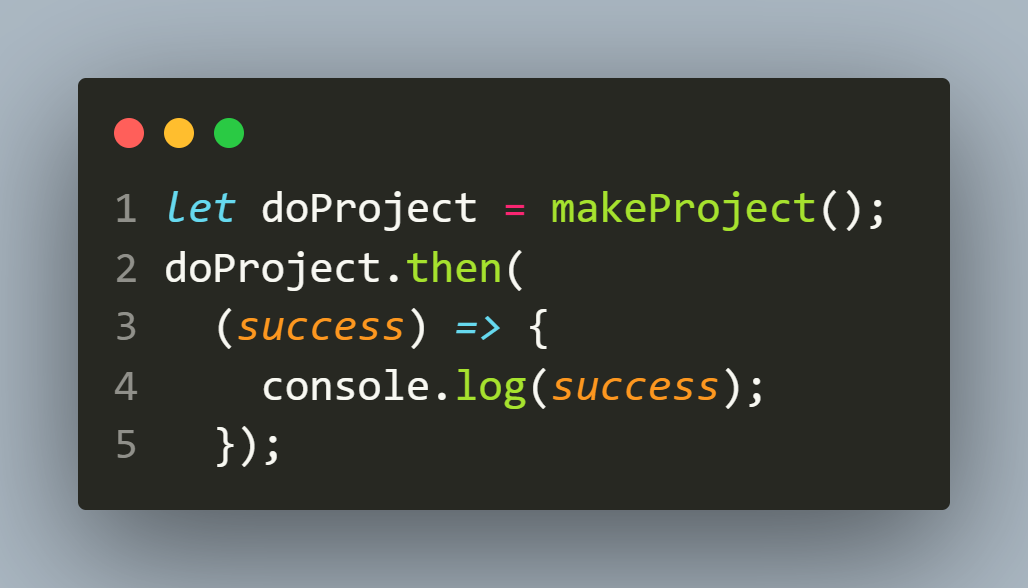 1 let doProject = makeProject();
2 doProject.then(
3   (success) => {
4     console.log(success);
5   });